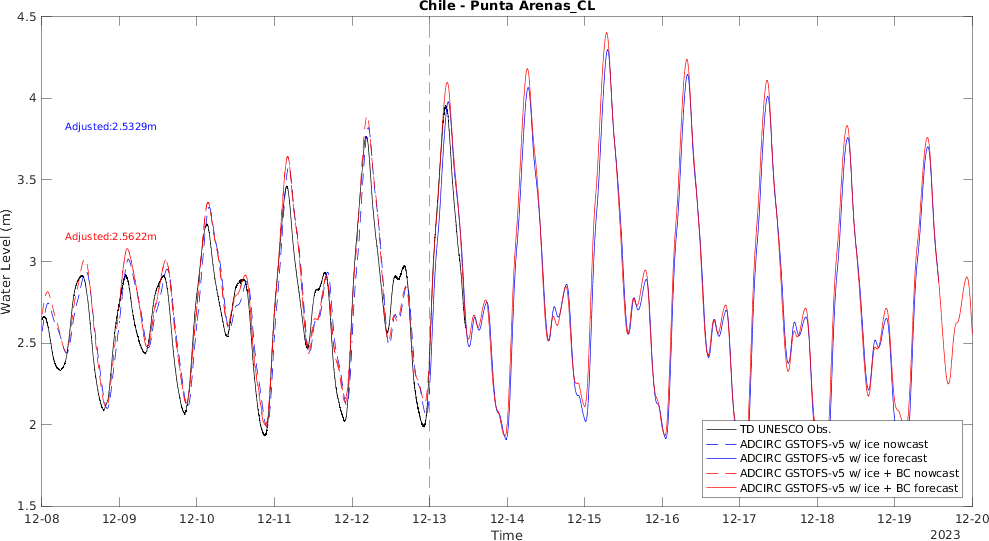 Chile - Punta Arenas_CL
4.5
4
3.5
3
2.5
2
1.5
Water Level (m)
Adjusted:2.5329m
Adjusted:2.5622m
TD UNESCO Obs.
ADCIRC GSTOFS-v5 w/ ice nowcast
ADCIRC GSTOFS-v5 w/ ice forecast
ADCIRC GSTOFS-v5 w/ ice + BC nowcast
ADCIRC GSTOFS-v5 w/ ice + BC forecast
12-08 12-09 12-10 12-11 12-12 12-13 12-14 12-15 12-16 12-17 12-18 12-19 12-20
Time
2023